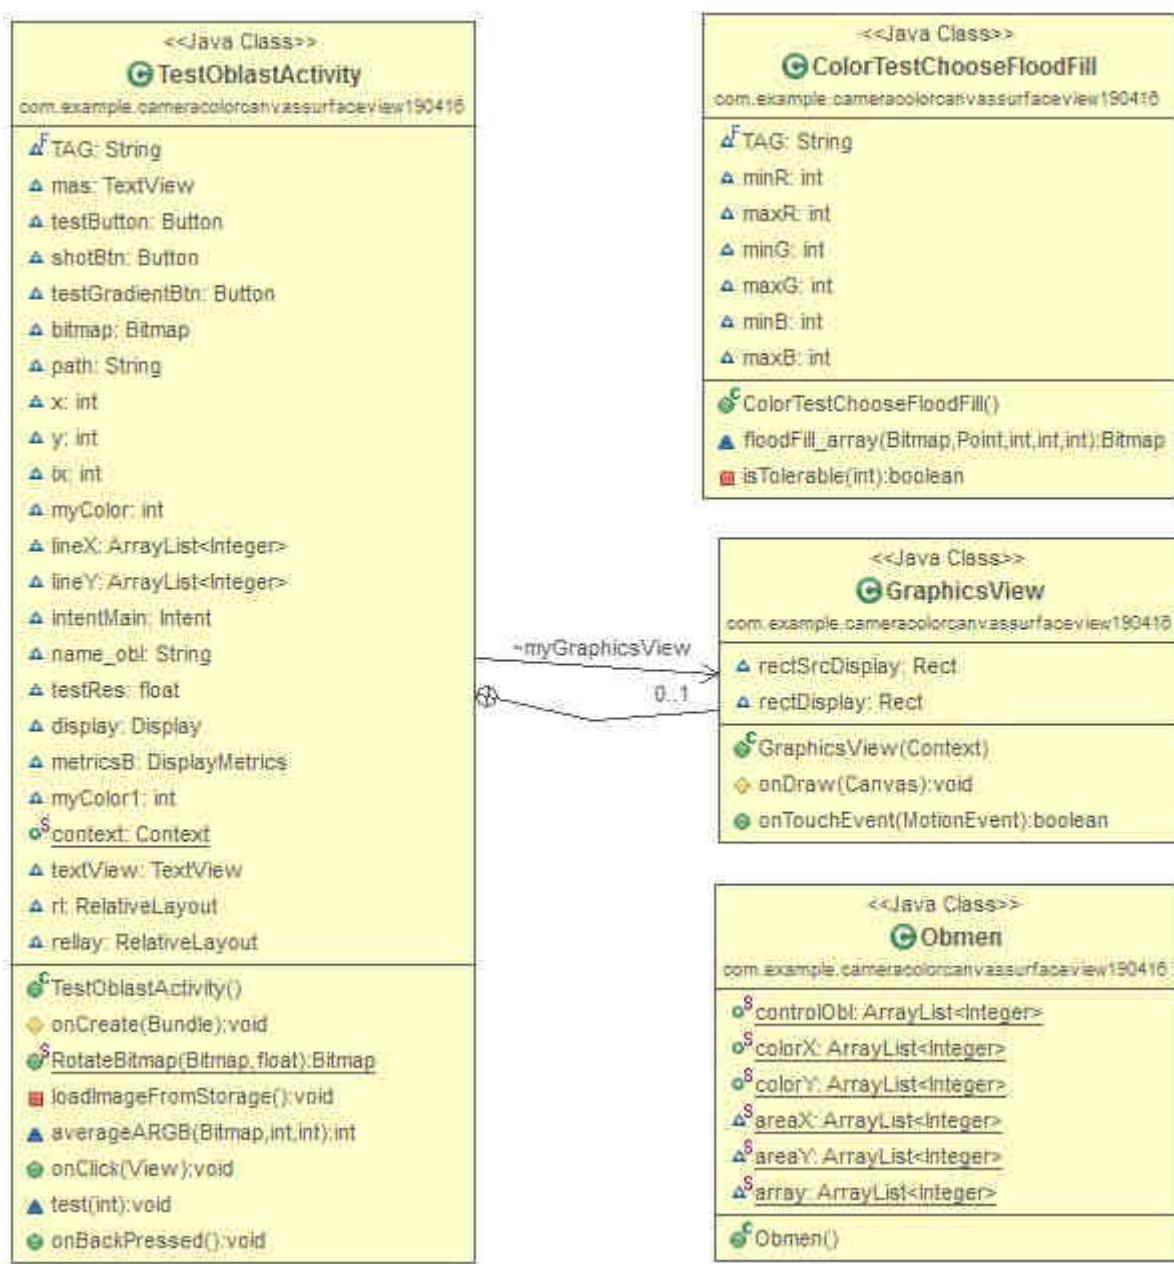 <<Java Class>>
TestOblastActivity
com.example.cameracolorcanvassurfaceview190416
TAG: String
mas: TextView
testButton: Button
shotBtn: Button
testGradientBtn: Button
bitmap: Bitmap
path: String
x: int
y: int
ix: int
myColor: int
lineX: ArrayList<Integer>
lineY: ArrayList<Integer>
intentMain: Intent
name_obl: String
testRes: float
display: Display
metricsB: DisplayMetrics
myColor1: int
context: Context
textView: TextView
rl: RelativeLayout
rellay: RelativeLayout
TestOblastActivity()
onCreate(Bundle):void
RotateBitmap(Bitmap,float):Bitmap
loadImageFromStorage():void
averageARGB(Bitmap,int,int):int
onClick(View):void
test(int):void
onBackPressed():void
~myGraphicsView
0..1
<<Java Class>>
ColorTestChooseFloodFill
com.example.cameracolorcanvassurfaceview190416
TAG: String
minR: int
maxR: int
minG: int
maxG: int
minB: int
maxB: int
ColorTestChooseFloodFill()
floodFill_array(Bitmap,Point,int,int,int):Bitmap
isTolerable(int):boolean
<<Java Class>>
GraphicsView
com.example.cameracolorcanvassurfaceview190416
rectSrcDisplay: Rect
rectDisplay: Rect
GraphicsView(Context)
onDraw(Canvas):void
onTouchEvent(MotionEvent):boolean
<<Java Class>>
Obmen
com.example.cameracolorcanvassurfaceview190416
controlObl: ArrayList<Integer>
colorX: ArrayList<Integer>
colorY: ArrayList<Integer>
areaX: ArrayList<Integer>
areaY: ArrayList<Integer>
array: ArrayList<Integer>
Obmen()